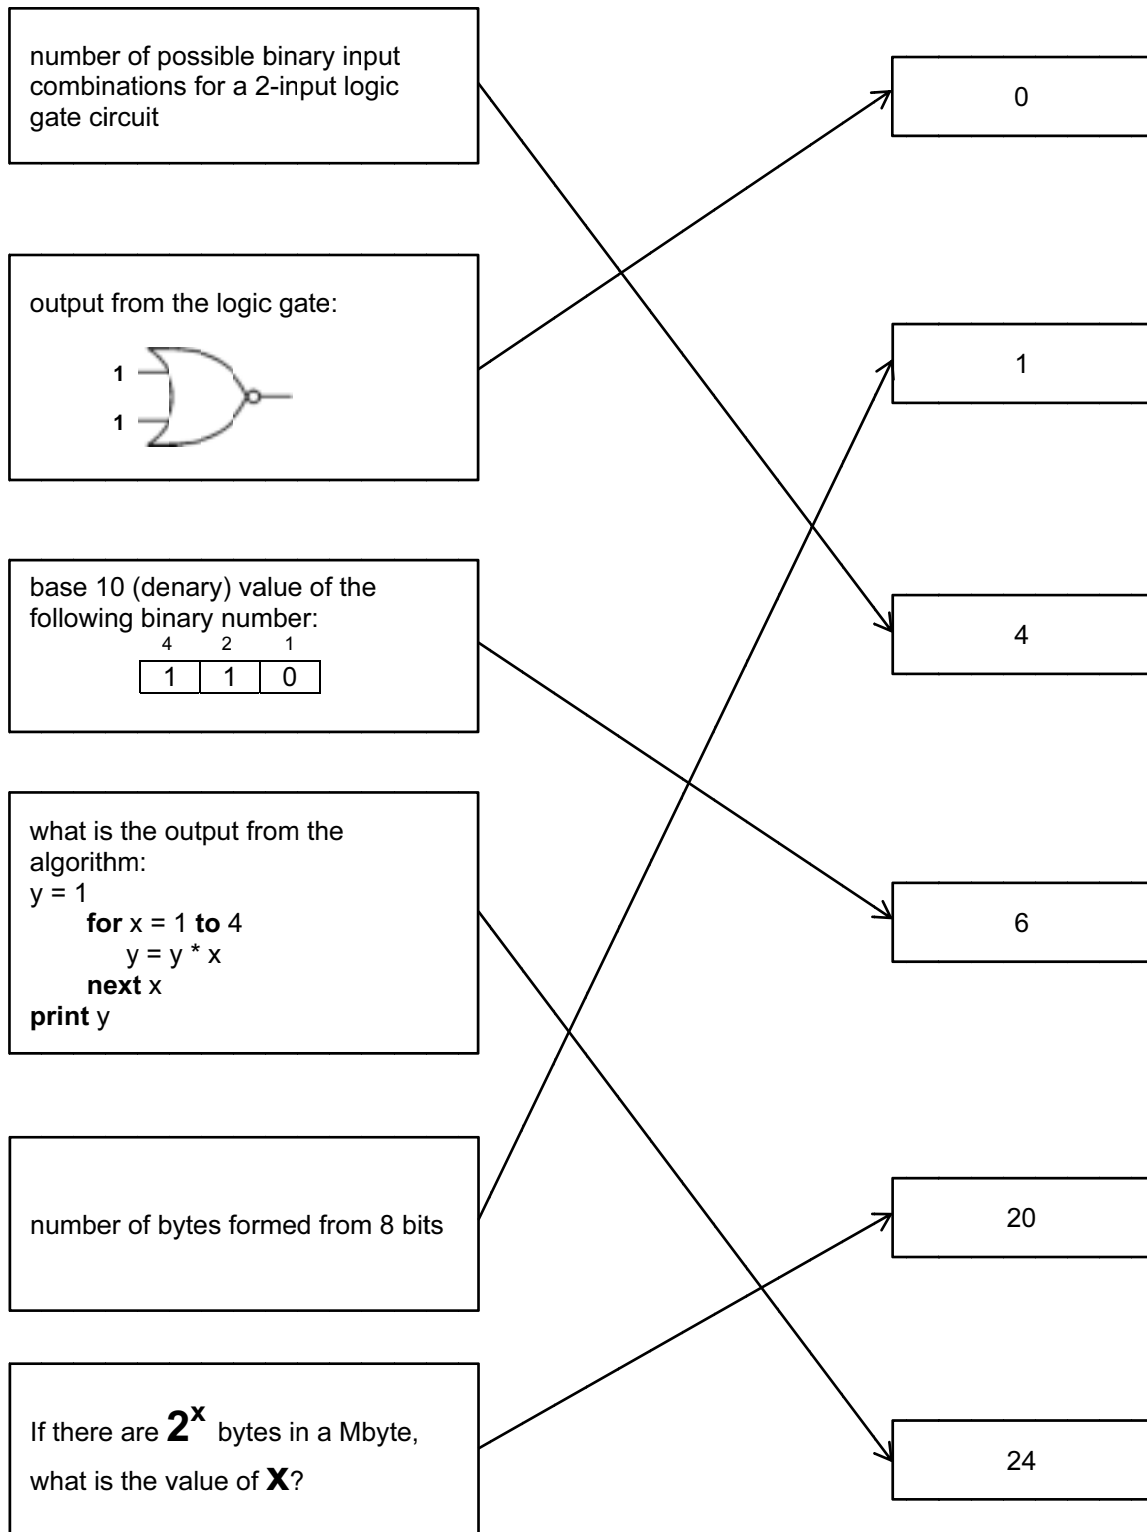 number of possible binary input
combinations for a 2-input logic
gate circuit
0
output from the logic gate:
1
1
1
base 10 (denary) value of the
following binary number:
4 2 1
1 1 0
4
what is the output from the
algorithm:
y = 1
for x = 1 to 4
y = y * x
next x
print y
6
number of bytes formed from 8 bits
20
If there are 2^x bytes in a Mbyte,
what is the value of x?
24